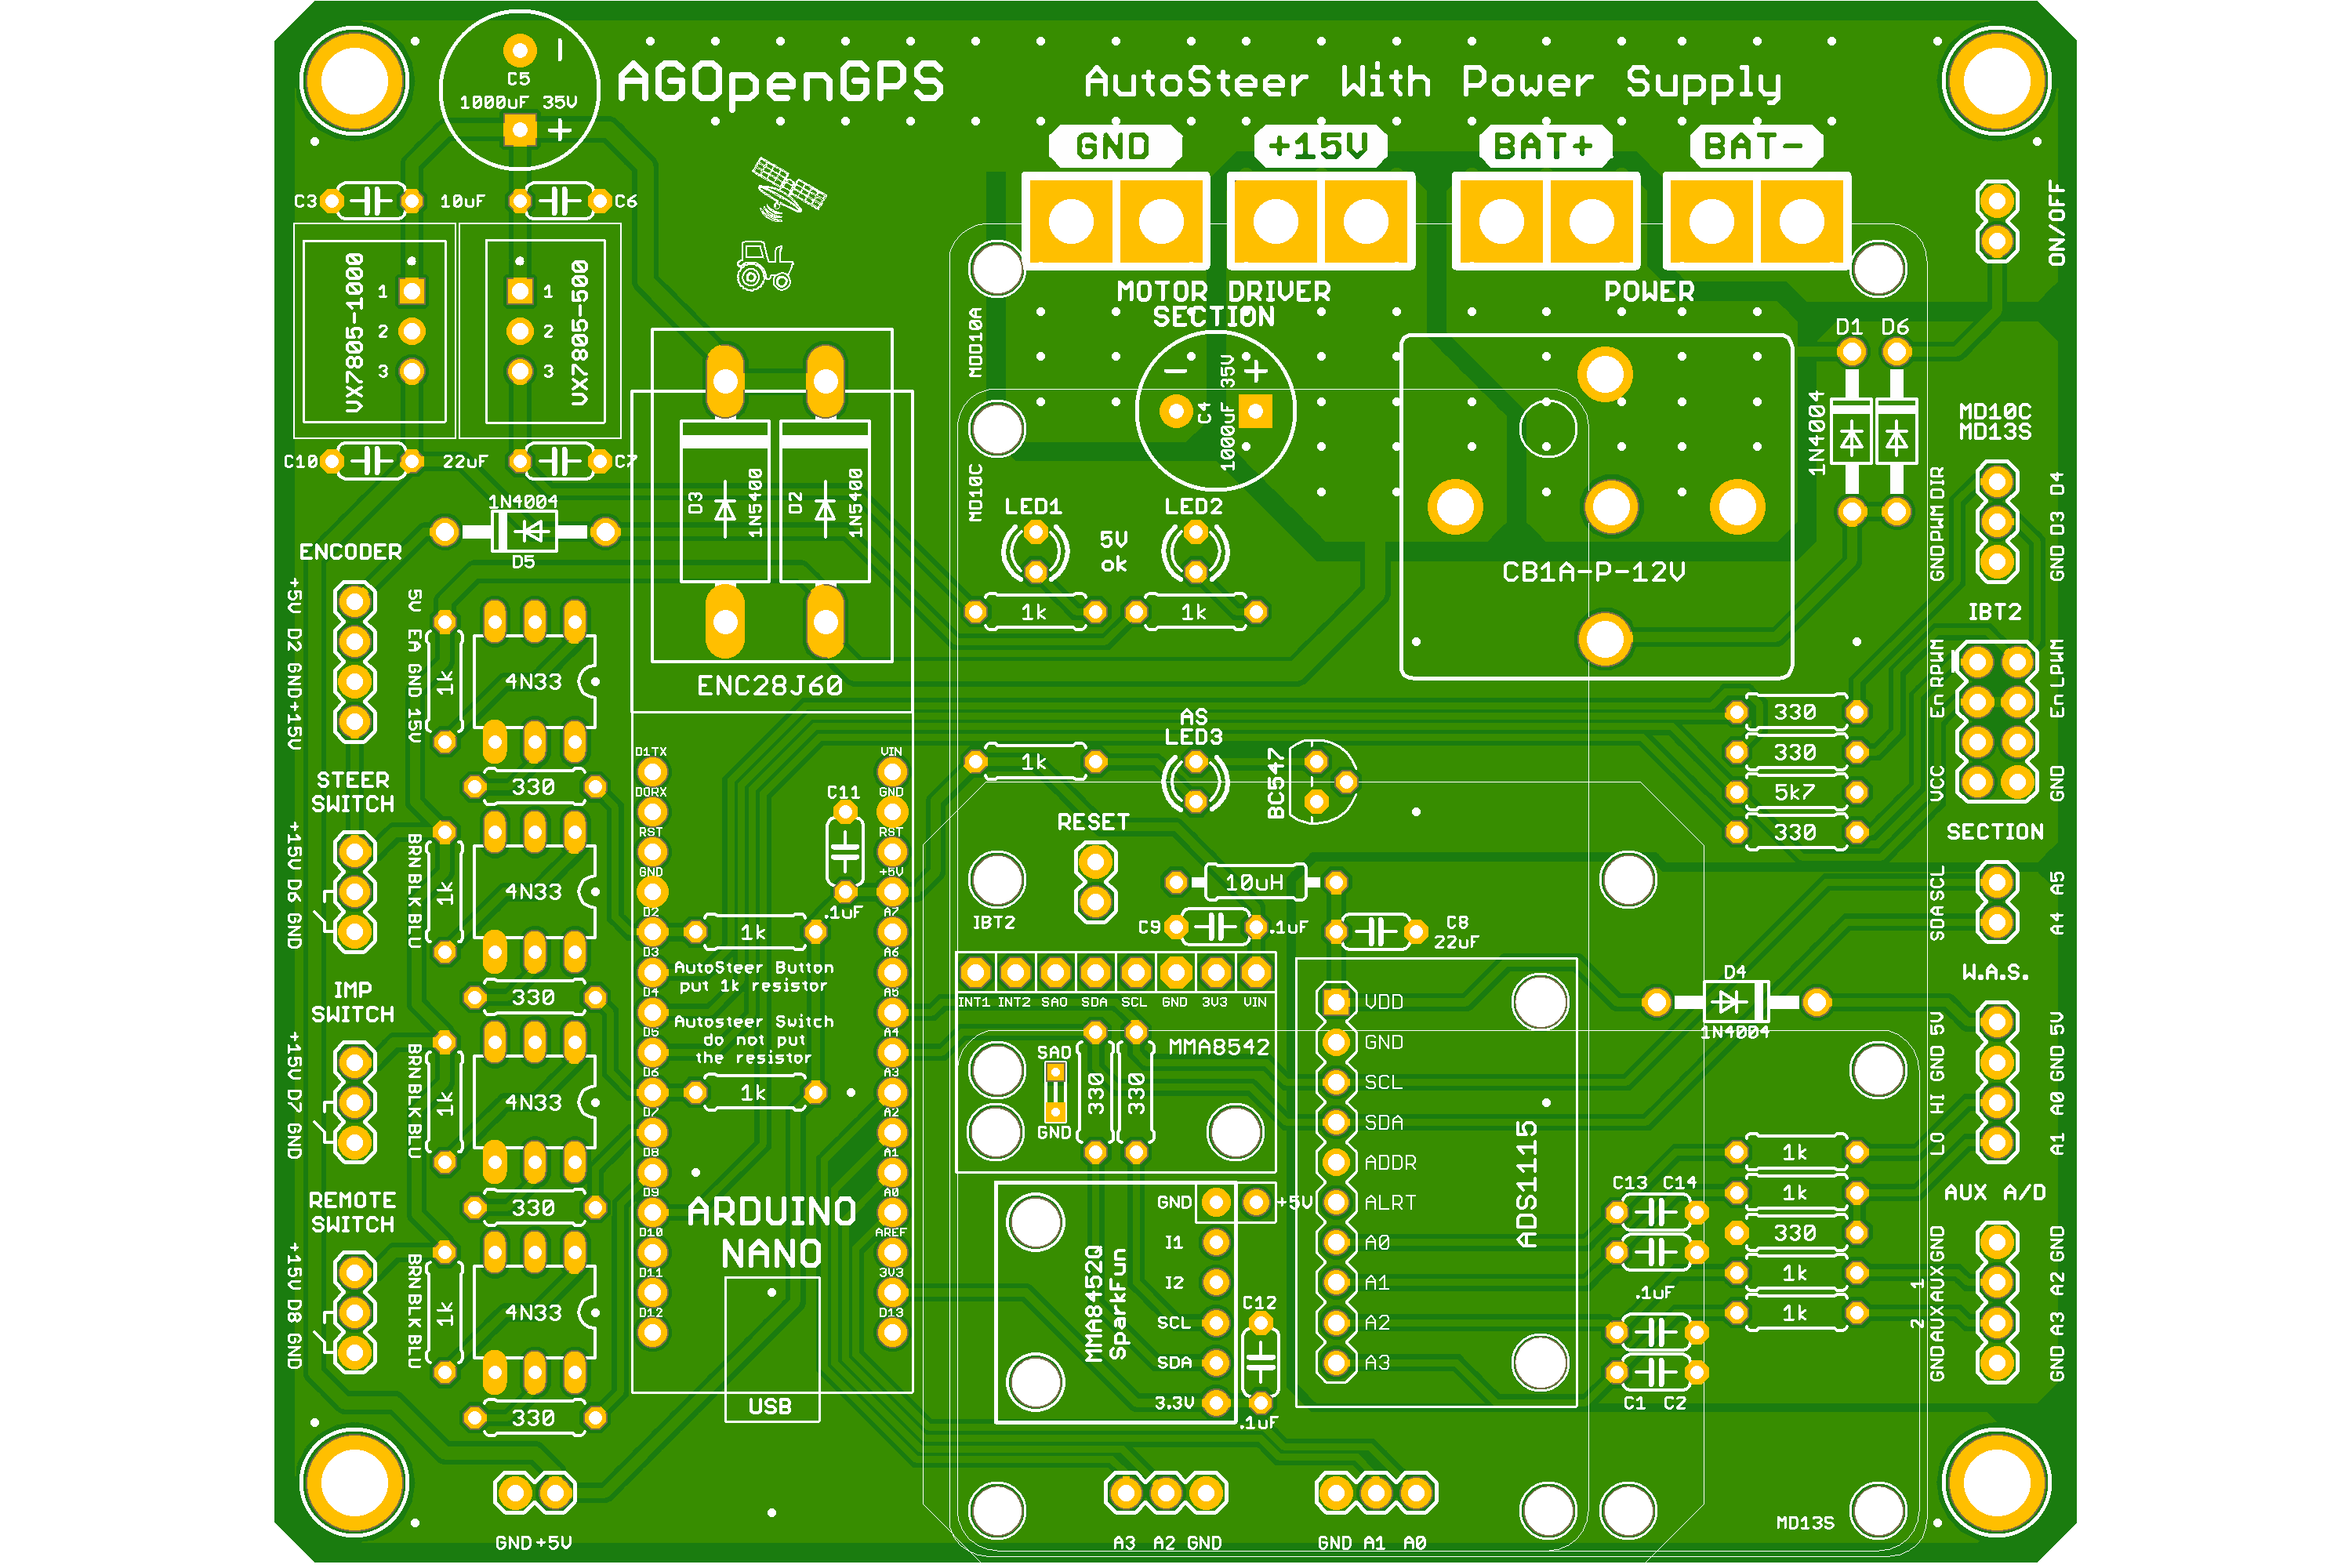 AGOpenGPS
AutoSteer With Power Supply
C5
1000uF 35V
GND
+15V
BAT+
BAT-
C3
10uF
C6
ON/OFF
VX7805-1000
1
2
3
VX7805-500
1
2
3
MOTOR DRIVER
SECTION
POWER
MDD10A
C4
1000uF 35V
D1 D6
1N4004
MD10C
MD13S
C10
22uF
C7
1N4004
D5
D3
1N5400
D2
1N5400
ENC28J60
MD10C
LED1
LED2
5V
ok
1k
1k
CB1A-P-12V
GND PWM DIR
GND D3 D4
IBT2
En RPWM
En LPWM
VCC
GND
ENCODER
+5V D2 GND +15V
5V EA GND 15V
1k
4N33
330
AS
LED3
1k
BC547
330
330
5k7
330
STEER
SWITCH
+15V D6 GND
BRN BLK BLU
1k
4N33
330
D1TX
D0RX
RST
GND
D2
D3
D4
D5
D6
D7
D8
D9
D10
D11
D12
VIN
GND
RST
+5V
A7
A6
A5
A4
A3
A2
A1
A0
AREF
3V3
D13
C11
.1uF
RESET
10uH
C9
.1uF
C8
22uF
IBT2
SECTION
SDA SCL
A4 A5
1k
AutoSteer Button
put 1k resistor
Autosteer Switch
do not put
the resistor
1k
IMP
SWITCH
+15V D7 GND
BRN BLK BLU
1k
4N33
330
INT1 INT2 SAO SDA SCL GND 3V3 VIN
MMA8542
SAD
GND
330
330
VDD
GND
SCL
SDA
ADDR
ALRT
A0
A1
A2
A3
ADS1115
D4
1N4004
W.A.S.
LO HI GND 5V
A1 A0 GND 5V
REMOTE
SWITCH
+15V D8 GND
BRN BLK BLU
1k
4N33
330
ARDUINO
NANO
USB
GND
+5V
I1
I2
SCL
SDA
3.3V
MMA8452Q
SparkFun
C12
.1uF
C13 C14
.1uF
C1 C2
1k
1k
330
1k
1k
AUX A/D
1
2
GND AUX AUX GND
GND A3 A2 GND
GND +5V
A3 A2 GND
GND A1 A0
MD13S